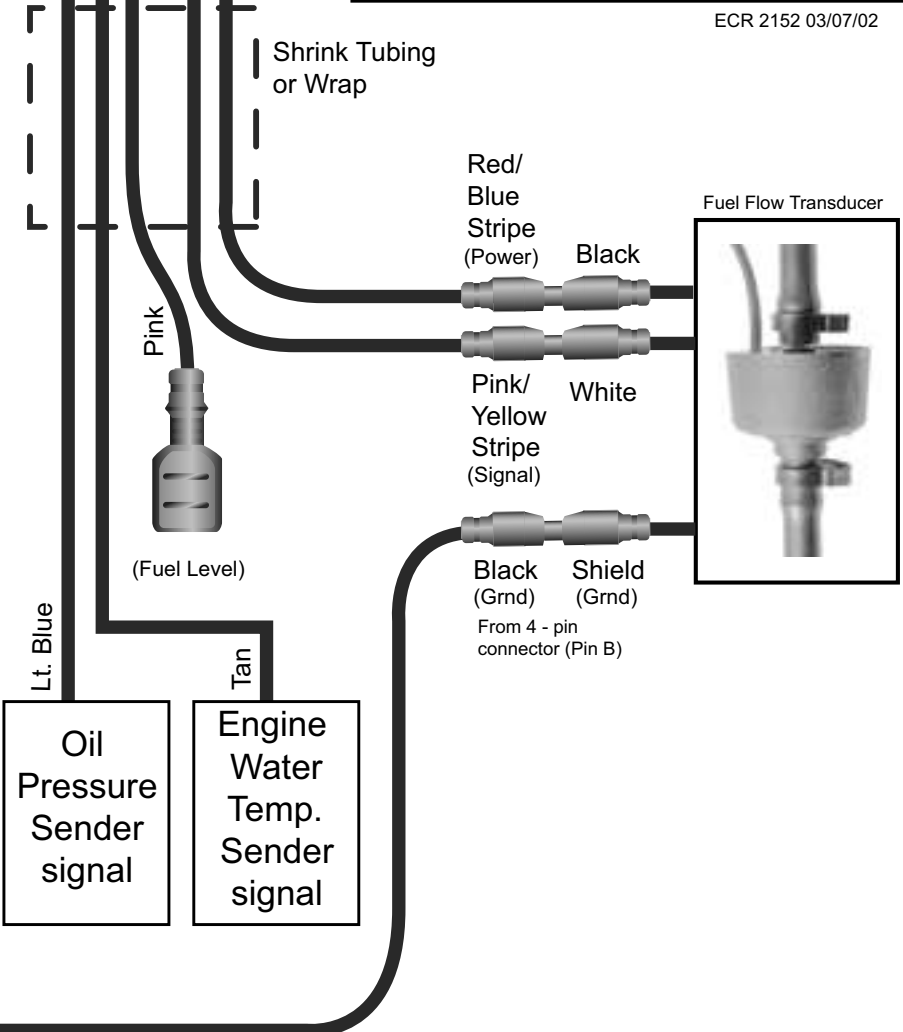 ECR 2152 03/07/02
Shrink Tubing
or Wrap
Red/
Blue
Stripe
(Power)
Black
Fuel Flow Transducer
Pink
Pink/
Yellow
Stripe
(Signal)
White
(Fuel Level)
Black
(Grnd)
Shield
(Grnd)
From 4 - pin
connector (Pin B)
Lt. Blue
Tan
Oil
Pressure
Sender
signal
Engine
Water
Temp.
Sender
signal